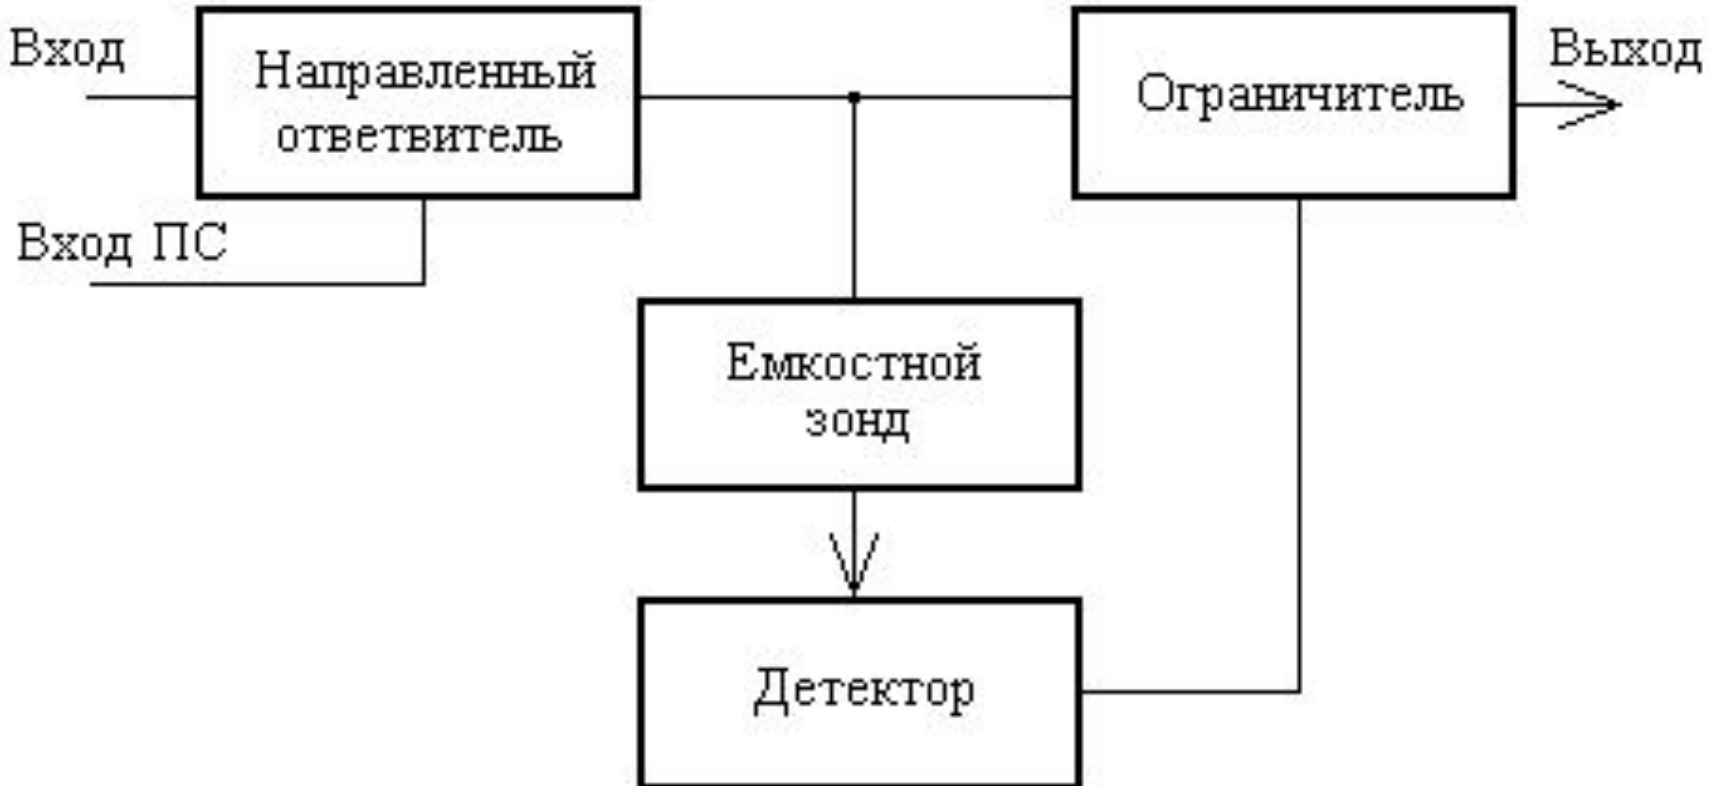 Вход
Направленный
ответвитель
Ограничитель
Выход
Вход ПС
Емкостной
зонд
Детектор